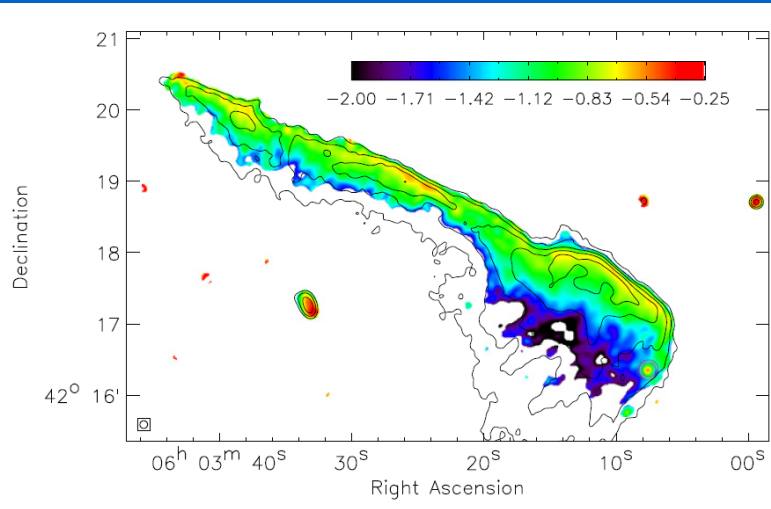 21
−2.00 −1.71 −1.42 −1.12 −0.83 −0.54 −0.25
20
19
Declination
18
17
42° 16'
06ʰ 03ᵐ 40ˢ 30ˢ 20ˢ 10ˢ 00ˢ
Right Ascension